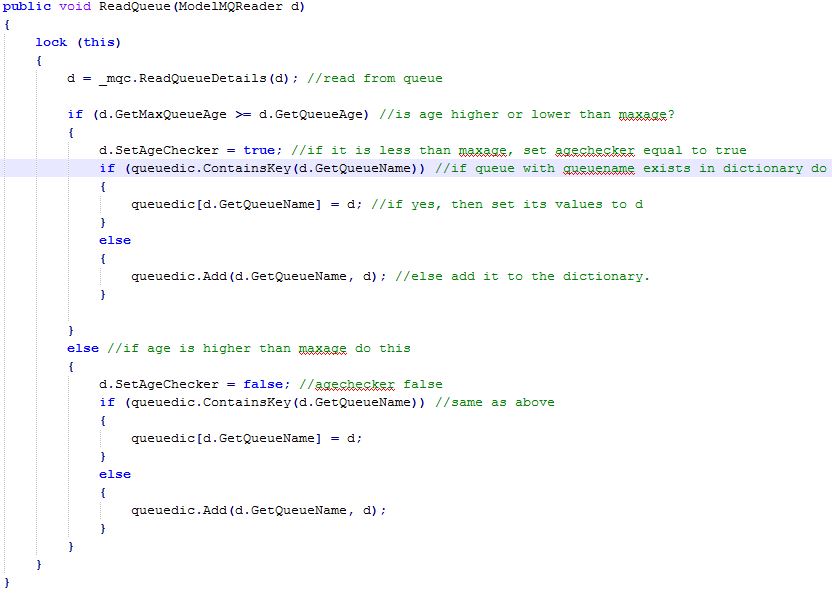 public void ReadQueue(ModelMQReader d)
{
lock (this)
{
d = _mqc.ReadQueueDetails(d); //read from queue
if (d.GetMaxQueueAge >= d.GetQueueAge) //is age higher or lower than maxage?
{
d.SetAgeChecker = true; //if it is less than maxage, set agechecker equal to true
if (queuedic.ContainsKey(d.GetQueueName)) //if queue with queuename exists in dictionary do
{
queuedic[d.GetQueueName] = d; //if yes, then set its values to d
}
else
{
queuedic.Add(d.GetQueueName, d); //else add it to the dictionary.
}
}
else //if age is higher than maxage do this
{
d.SetAgeChecker = false; //agechecker false
if (queuedic.ContainsKey(d.GetQueueName)) //same as above
{
queuedic[d.GetQueueName] = d;
}
else
{
queuedic.Add(d.GetQueueName, d);
}
}
}
}